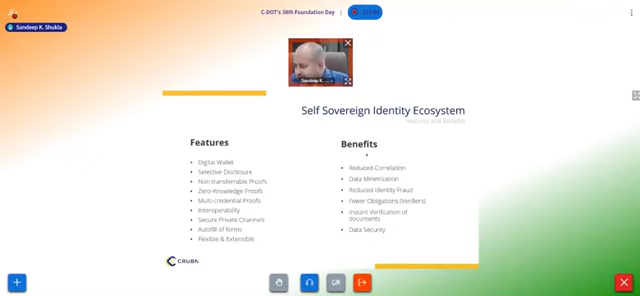 C-DOT's 38th Foundation Day
Sandeep K. Shukla
Sandeep K.
Self Sovereign Identity Ecosystem
Features and Benefits
Features
Digital Wallet
Selective Disclosure
Non-transferrable Proofs
Zero-Knowledge Proofs
Multi-credential Proofs
Interoperability
Secure Private Channels
Autofill of forms
Flexible & Extensible
Benefits
Reduced Correlation
Data Minimization
Reduced Identity Fraud
Fewer Obligations (Verifiers)
Instant Verification of
documents
Data Security
CRUBN